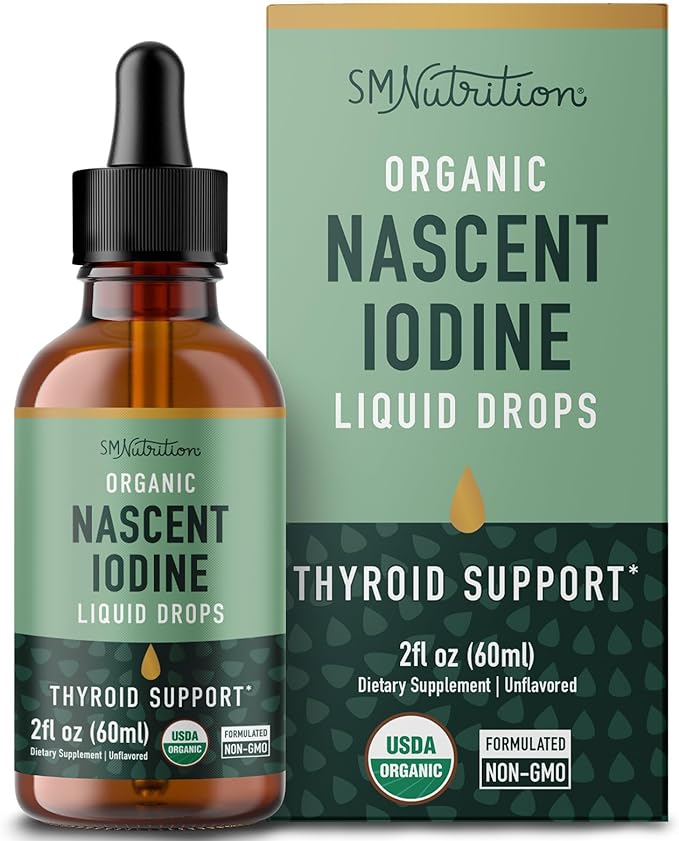 SMNutrition®
ORGANIC
NASCENT
IODINE
LIQUID DROPS
THYROID SUPPORT*
2fl oz (60ml)
Dietary Supplement | Unflavored
USDA
ORGANIC
FORMULATED
NON-GMO
SMNutrition®
ORGANIC
NASCENT
IODINE
LIQUID DROPS
THYROID SUPPORT*
2fl oz (60ml)
Dietary Supplement | Unflavored
USDA
ORGANIC
FORMULATED
NON-GMO